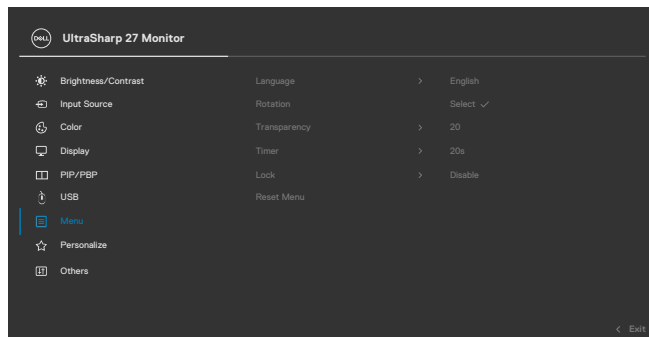 DELL UltraSharp 27 Monitor
Brightness/Contrast Language > English
Input Source Rotation Select ✓
Color Transparency > 20
Display Timer > 20s
PIP/PBP Lock > Disable
USB Reset Menu
Menu
Personalize
Others
< Exit